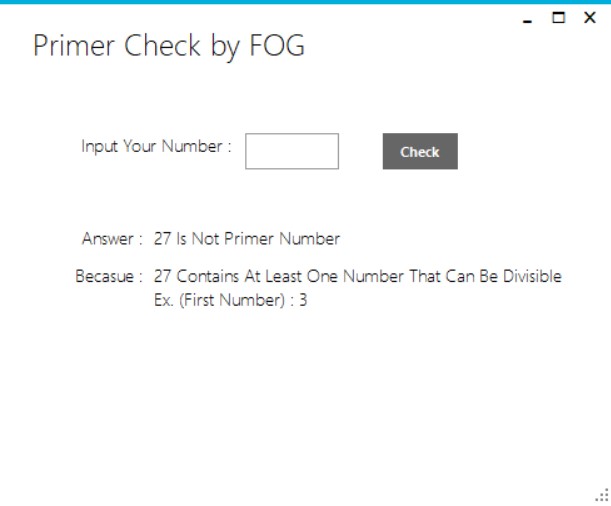 Primer Check by FOG
Input Your Number :
Check
Answer : 27 Is Not Primer Number
Becasue : 27 Contains At Least One Number That Can Be Divisible
Ex. (First Number) : 3